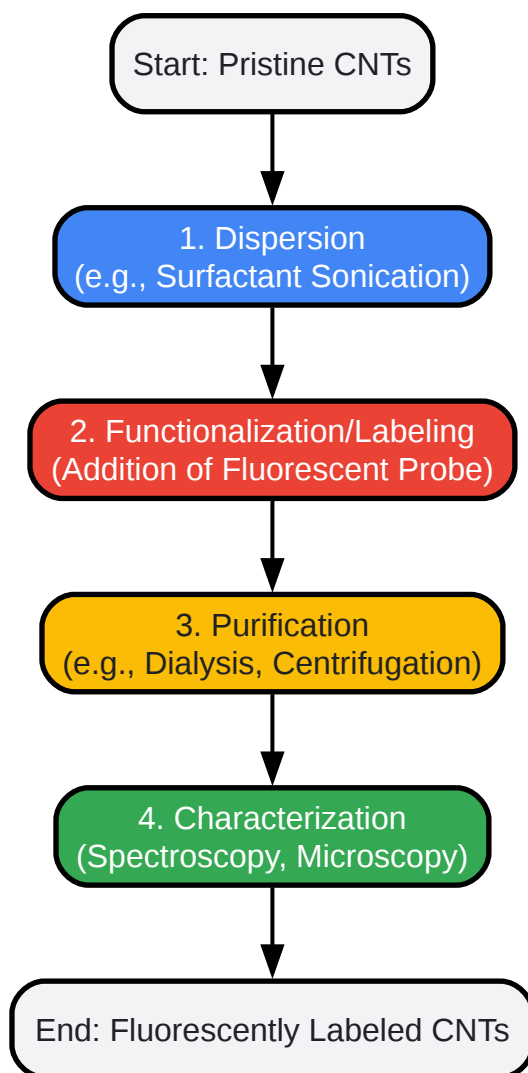 Start: Pristine CNTs
1. Dispersion
(e.g., Surfactant Sonication)
2. Functionalization/Labeling
(Addition of Fluorescent Probe)
3. Purification
(e.g., Dialysis, Centrifugation)
4. Characterization
(Spectroscopy, Microscopy)
End: Fluorescently Labeled CNTs